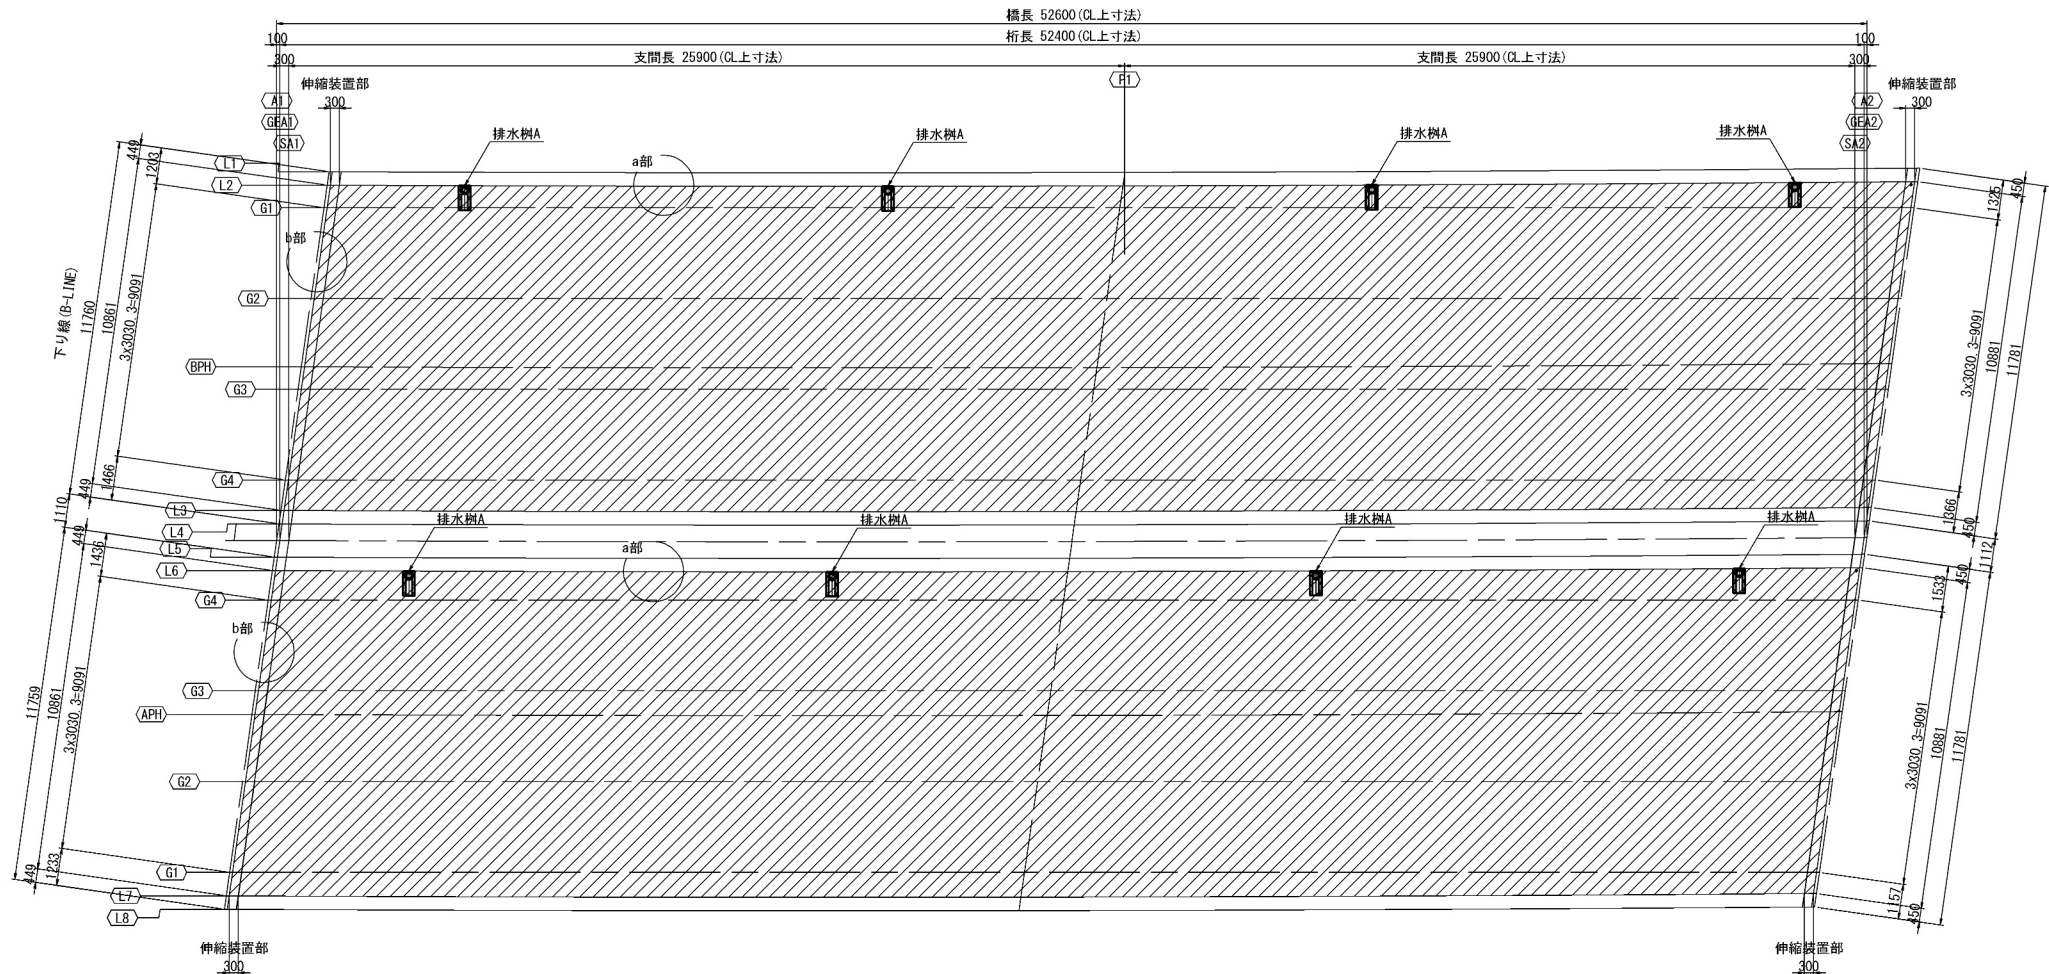 橋長 52600(CL上寸法)
100
桁長 52400(CL上寸法)
100
300
支間長 25900(CL上寸法)
支間長 25900(CL上寸法)
300
伸縮装置部
300
P1
伸縮装置部
300
A1
GEA1
SA1
A2
GEA2
SA2
排水桝A
排水桝A
排水桝A
排水桝A
a部
b部
L1
L2
G1
G2
BPH
G3
G4
L3
L4
L5
L6
G4
G3
APH
G2
G1
L7
L8
449
1203
下り線(B-LINE)
11760
10861
3x3030.3=9091
1466
449
1110
449
1436
11759
10861
3x3030.3=9091
1233
449
450
1325
3x3030.3=9091
10881
11781
1366
450
1112
450
1533
3x3030.3=9091
10881
11781
1157
450
排水桝A
排水桝A
排水桝A
排水桝A
a部
b部
伸縮装置部
300
伸縮装置部
300